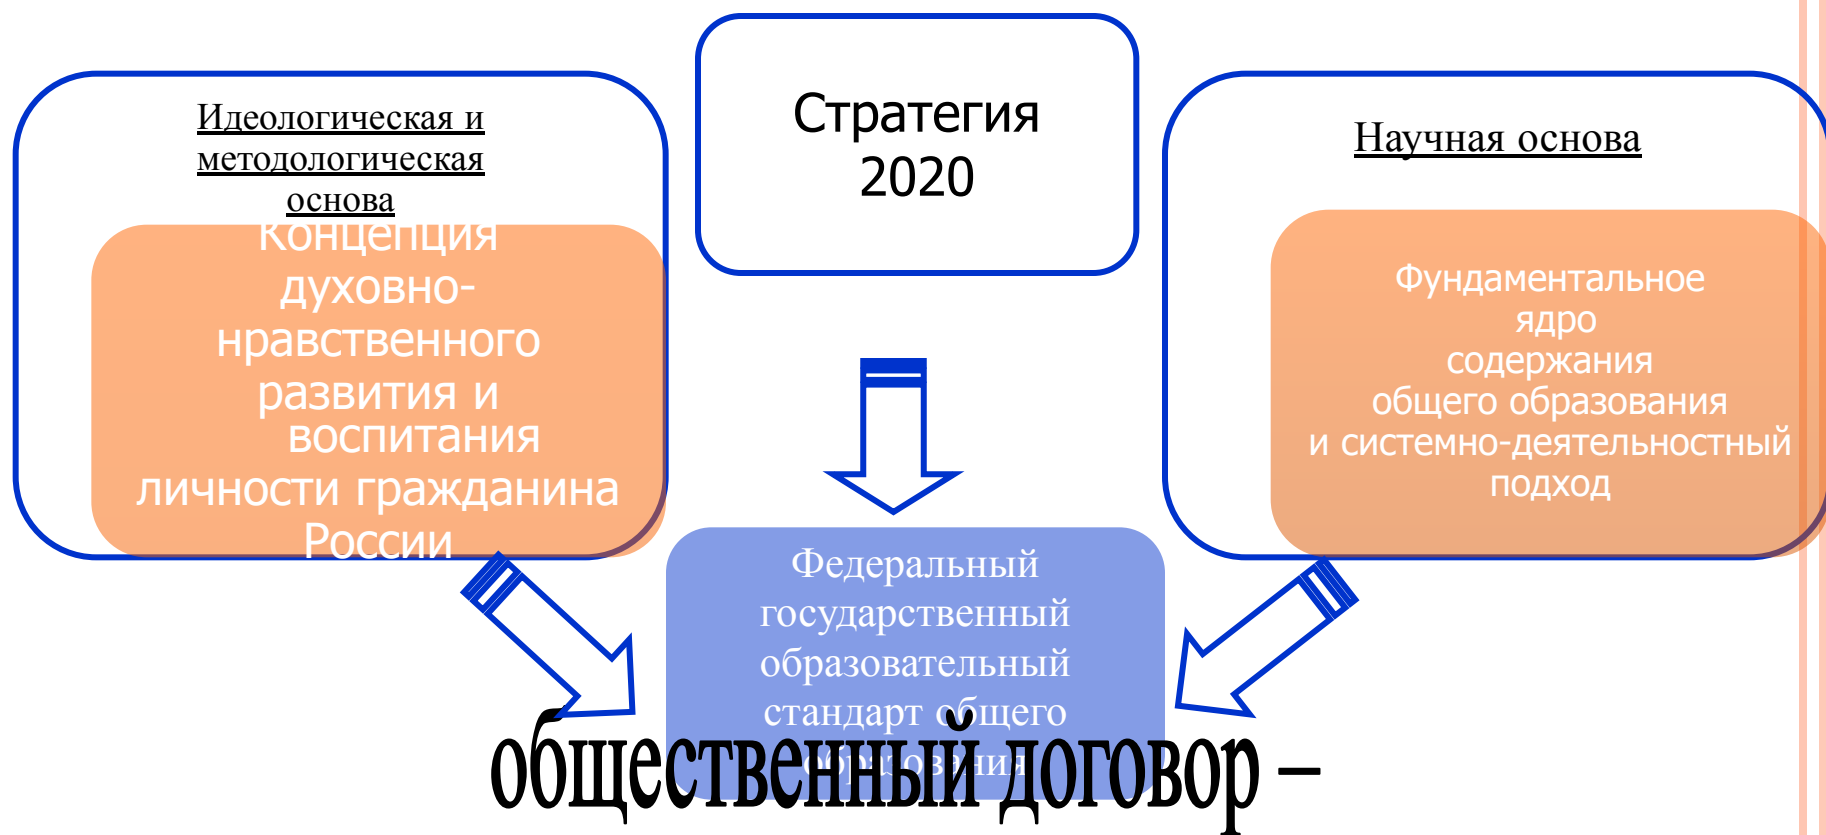 Идеологическая и
методологическая
основа
Концепция
духовно-
нравственного
развития и
воспитания
личности гражданина
России
Стратегия
2020
Научная основа
Фундаментальное
ядро
содержания
общего образования
и системно-деятельностный
подход
Федеральный
государственный
образовательный
стандарт общего
образования
общественный договор –